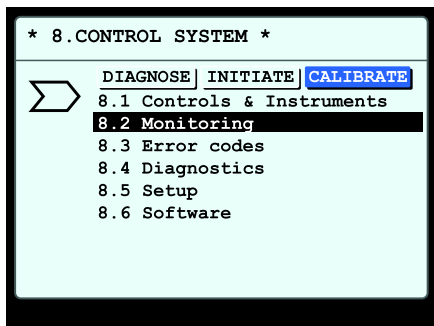 * 8.CONTROL SYSTEM *
DIAGNOSE INITIATE CALIBRATE
8.1 Controls & Instruments
8.2 Monitoring
8.3 Error codes
8.4 Diagnostics
8.5 Setup
8.6 Software